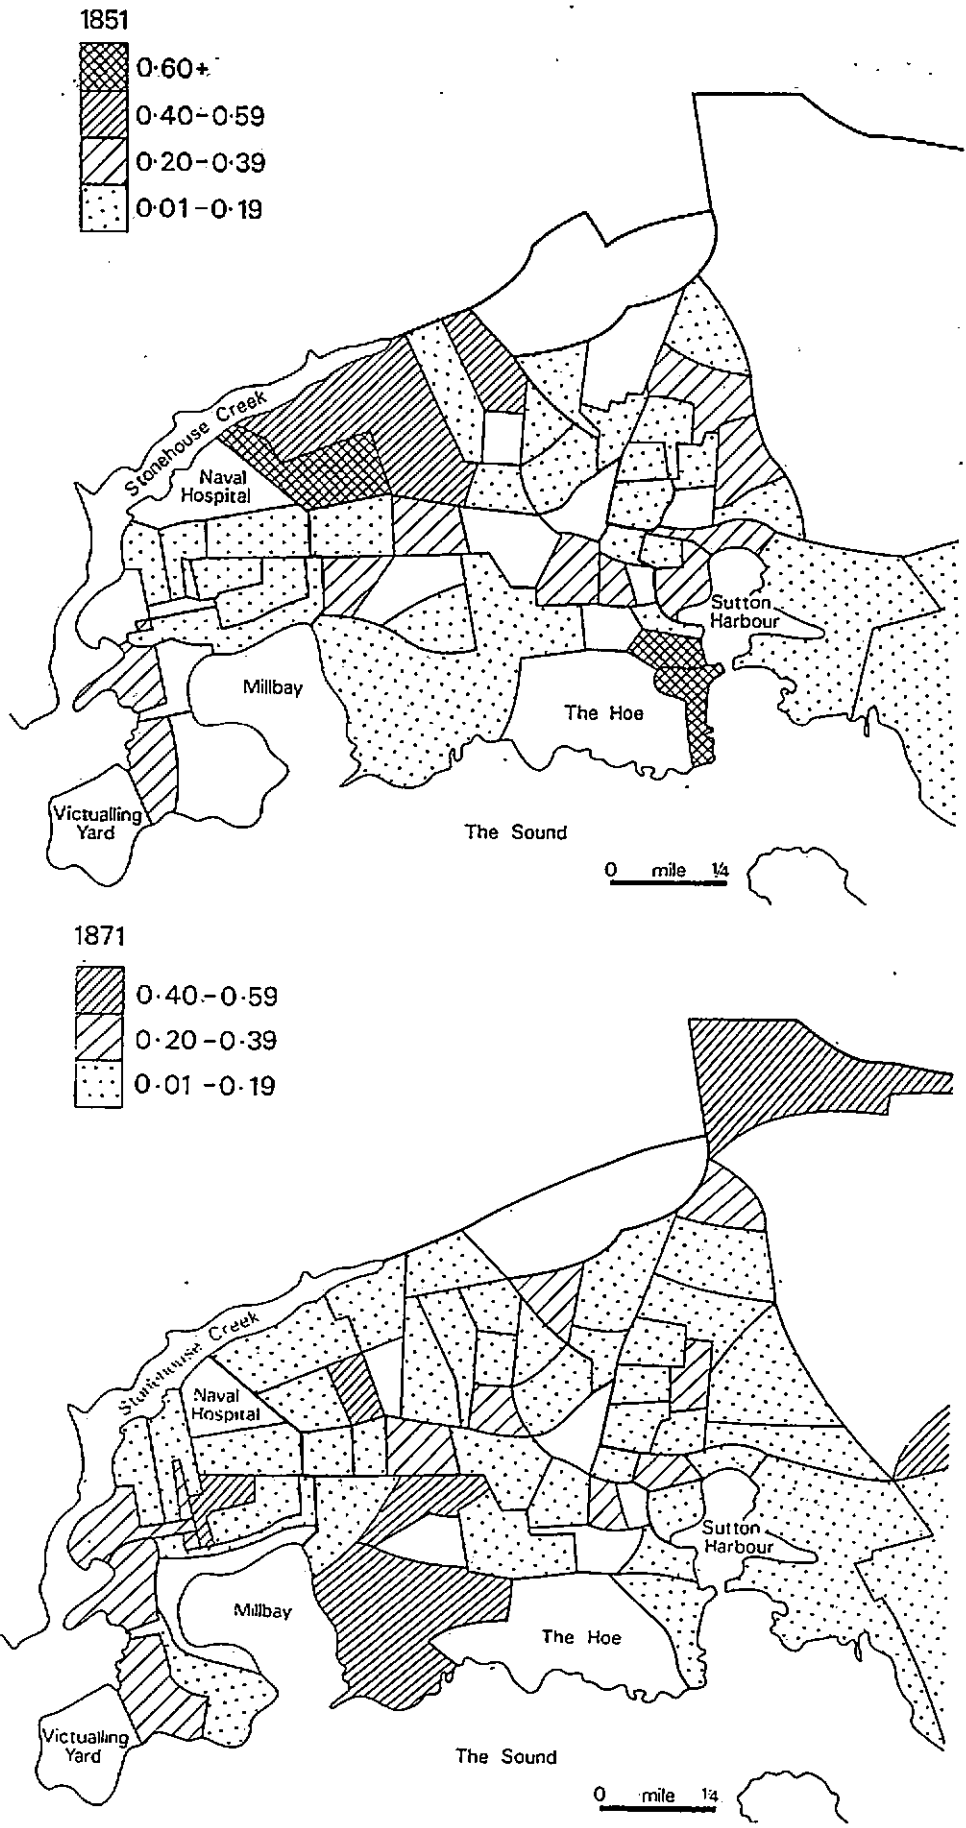 1851
0·60+
0·40-0·59
0·20-0·39
0·01-0·19
Stonehouse Creek
Naval
Hospital
Sutton
Harbour
Millbay
The Hoe
Victualling
Yard
The Sound
0 mile ¼
1871
0·40-0·59
0·20-0·39
0·01-0·19
Stonehouse Creek
Naval
Hospital
Sutton
Harbour
Millbay
The Hoe
Victualling
Yard
The Sound
0 mile ¼